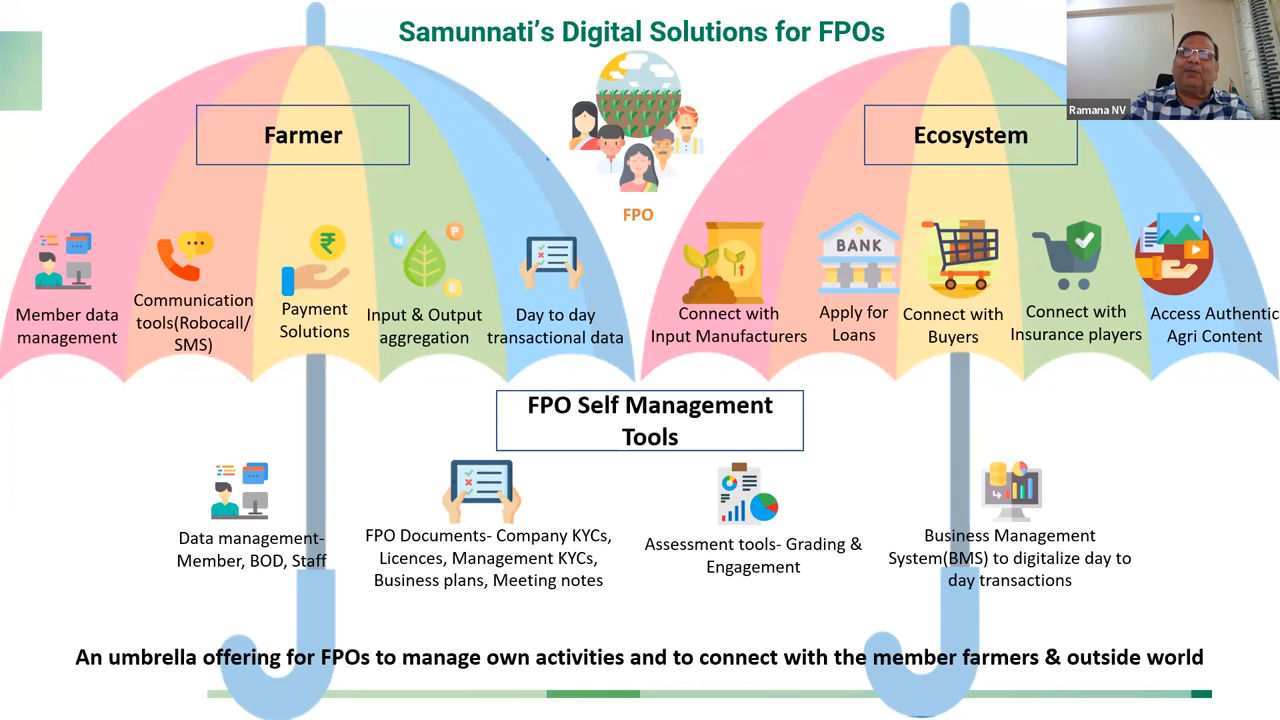 Samunnati's Digital Solutions for FPOs
Ramana NV
Farmer
Ecosystem
FPO
N
P
K
BANK
Member data
management
Communication
tools(Robocall/
SMS)
Payment
Solutions
Input & Output
aggregation
Day to day
transactional data
Connect with
Input Manufacturers
Apply for
Loans
Connect with
Buyers
Connect with
Insurance players
Access Authentic
Agri Content
FPO Self Management
Tools
Data management-
Member, BOD, Staff
FPO Documents- Company KYCs,
Licences, Management KYCs,
Business plans, Meeting notes
Assessment tools- Grading &
Engagement
Business Management
System(BMS) to digitalize day to
day transactions
An umbrella offering for FPOs to manage own activities and to connect with the member farmers & outside world